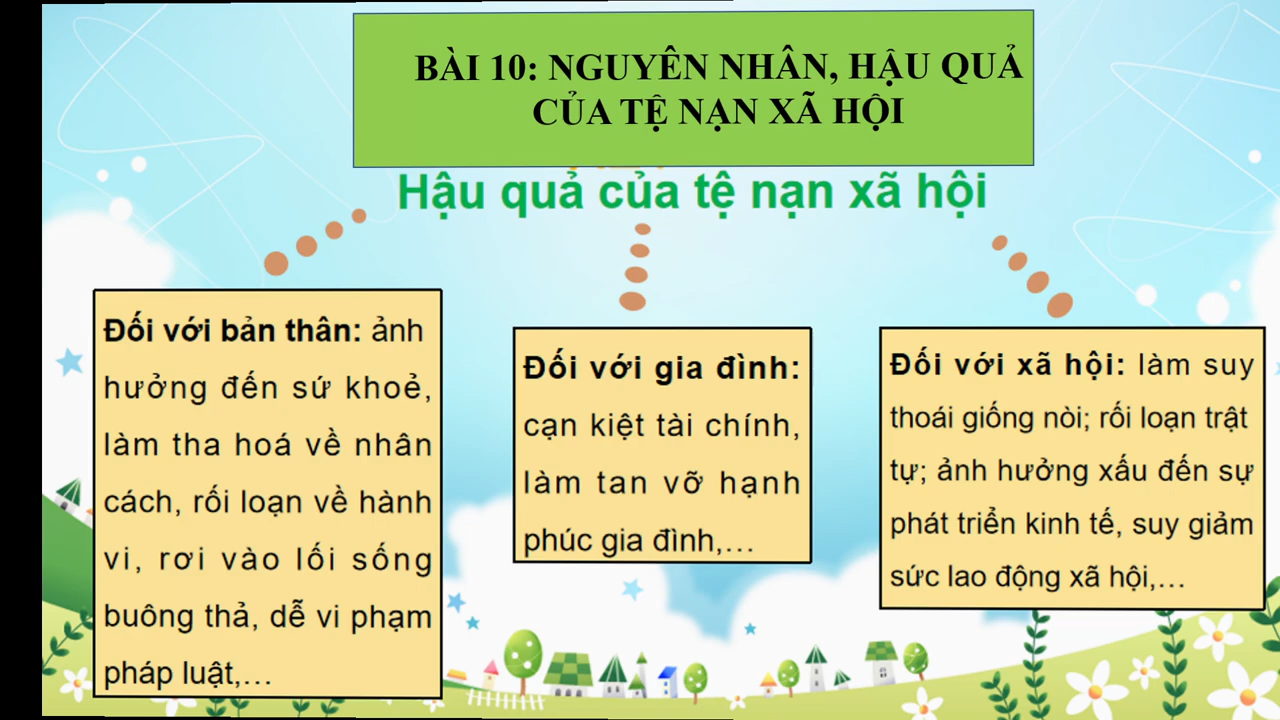 BÀI 10: NGUYÊN NHÂN, HẬU QUẢ
CỦA TỆ NẠN XÃ HỘI
Hậu quả của tệ nạn xã hội
Đối với bản thân: ảnh
hưởng đến sứ khoẻ,
làm tha hoá về nhân
cách, rối loạn về hành
vi, rơi vào lối sống
buông thả, dễ vi phạm
pháp luật,...
Đối với gia đình:
cạn kiệt tài chính,
làm tan vỡ hạnh
phúc gia đình,...
Đối với xã hội: làm suy
thoái giống nòi; rối loạn trật
tự; ảnh hưởng xấu đến sự
phát triển kinh tế, suy giảm
sức lao động xã hội,...